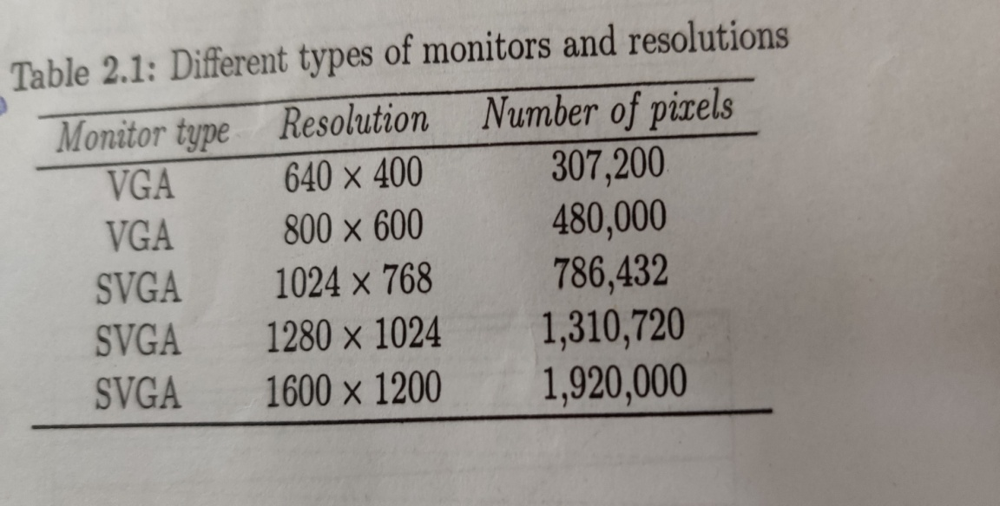 Table 2.1: Different types of monitors and resolutions
Monitor type Resolution Number of pixels
VGA 640 × 400 307,200
VGA 800 × 600 480,000
SVGA 1024 × 768 786,432
SVGA 1280 × 1024 1,310,720
SVGA 1600 × 1200 1,920,000